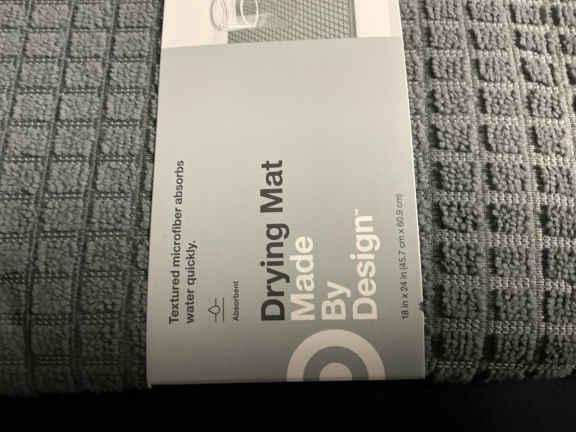 Textured microfiber absorbs
water quickly.
Absorbent
Drying Mat
Made
By
Design™
18 in x 24 in (45.7 cm x 60.9 cm)